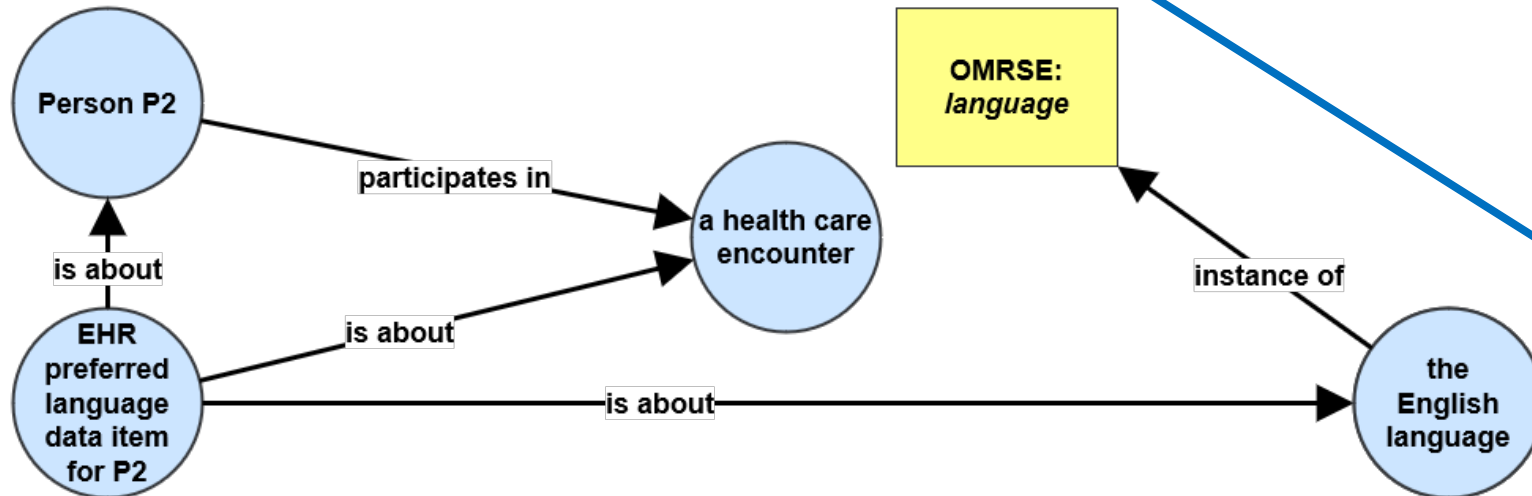 Person P2
OMRSE:
language
participates in
a health care
encounter
is about
instance of
EHR
preferred
language
data item
for P2
is about
is about
the
English
language